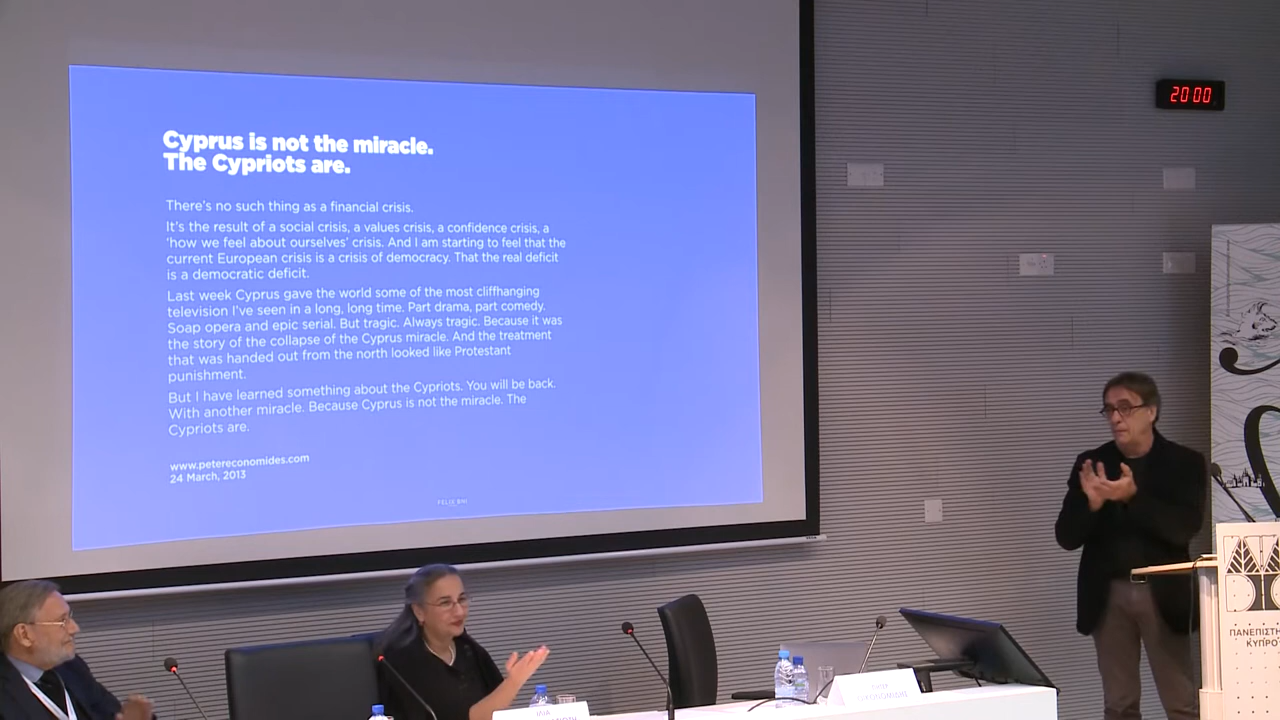 Cyprus is not the miracle.
The Cypriots are.
There's no such thing as a financial crisis.
It's the result of a social crisis, a values crisis, a confidence crisis, a
'how we feel about ourselves' crisis. And I am starting to feel that the
current European crisis is a crisis of democracy. That the real deficit
is a democratic deficit.
Last week Cyprus gave the world some of the most cliffhanging
television I've seen in a long, long time. Part drama, part comedy.
Soap opera and epic serial. But tragic. Always tragic. Because it was
the story of the collapse of the Cyprus miracle. And the treatment
that was handed out from the north looked like Protestant
punishment.
But I have learned something about the Cypriots. You will be back.
With another miracle. Because Cyprus is not the miracle. The
Cypriots are.
www.petereconomides.com
24 March, 2013
FELIX BNI
20:00
ΠΑΝΕΠΙΣΤΗ
ΚΥΠΡΟ